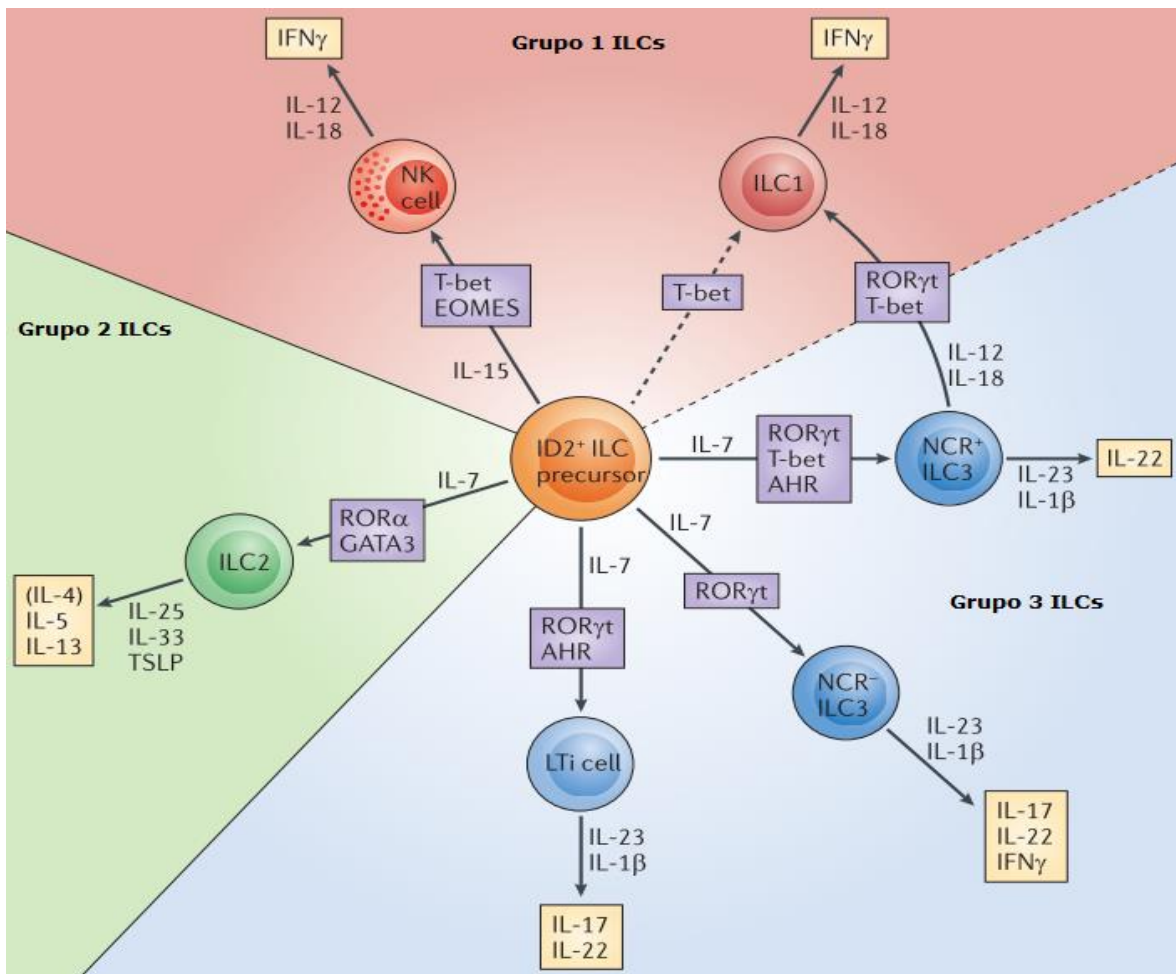 Grupo 1 ILCs
IFNγ
IL-12
IL-18
NK
cell
T-bet
EOMES
IL-15
IFNγ
IL-12
IL-18
ILC1
T-bet
RORγt
T-bet
IL-12
IL-18
Grupo 2 ILCs
ID2⁺ ILC
precursor
IL-7
RORα
GATA3
ILC2
IL-25
IL-33
TSLP
(IL-4)
IL-5
IL-13
IL-7
RORγt
T-bet
AHR
NCR⁺
ILC3
IL-23
IL-1β
IL-22
Grupo 3 ILCs
IL-7
RORγt
NCR⁻
ILC3
IL-23
IL-1β
IL-17
IL-22
IFNγ
IL-7
RORγt
AHR
LTi cell
IL-23
IL-1β
IL-17
IL-22